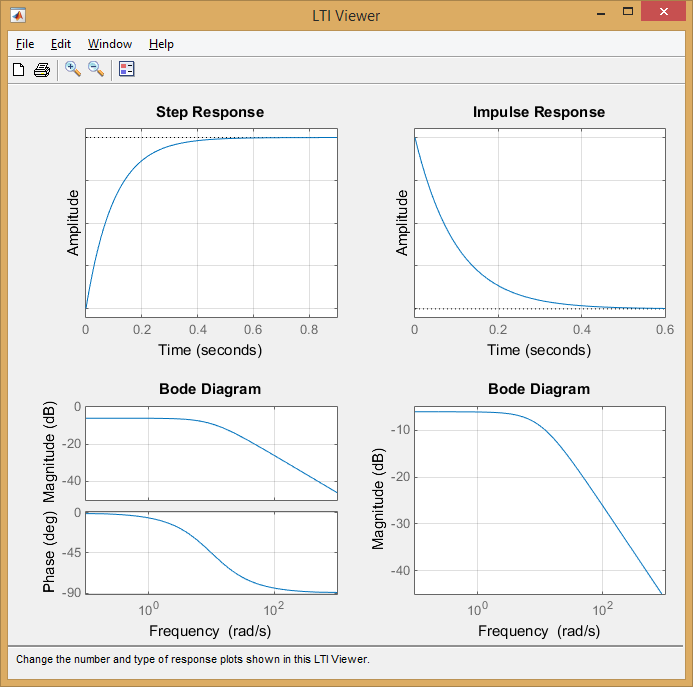 LTI Viewer
File Edit Window Help
Step Response
Amplitude
0 0.2 0.4 0.6 0.8
Time (seconds)
Impulse Response
Amplitude
0 0.2 0.4 0.6
Time (seconds)
Bode Diagram
Magnitude (dB)
0
-20
-40
Phase (deg)
0
-45
-90
10^0 10^2
Frequency (rad/s)
Bode Diagram
Magnitude (dB)
-10
-20
-30
-40
10^0 10^2
Frequency (rad/s)
Change the number and type of response plots shown in this LTI Viewer.